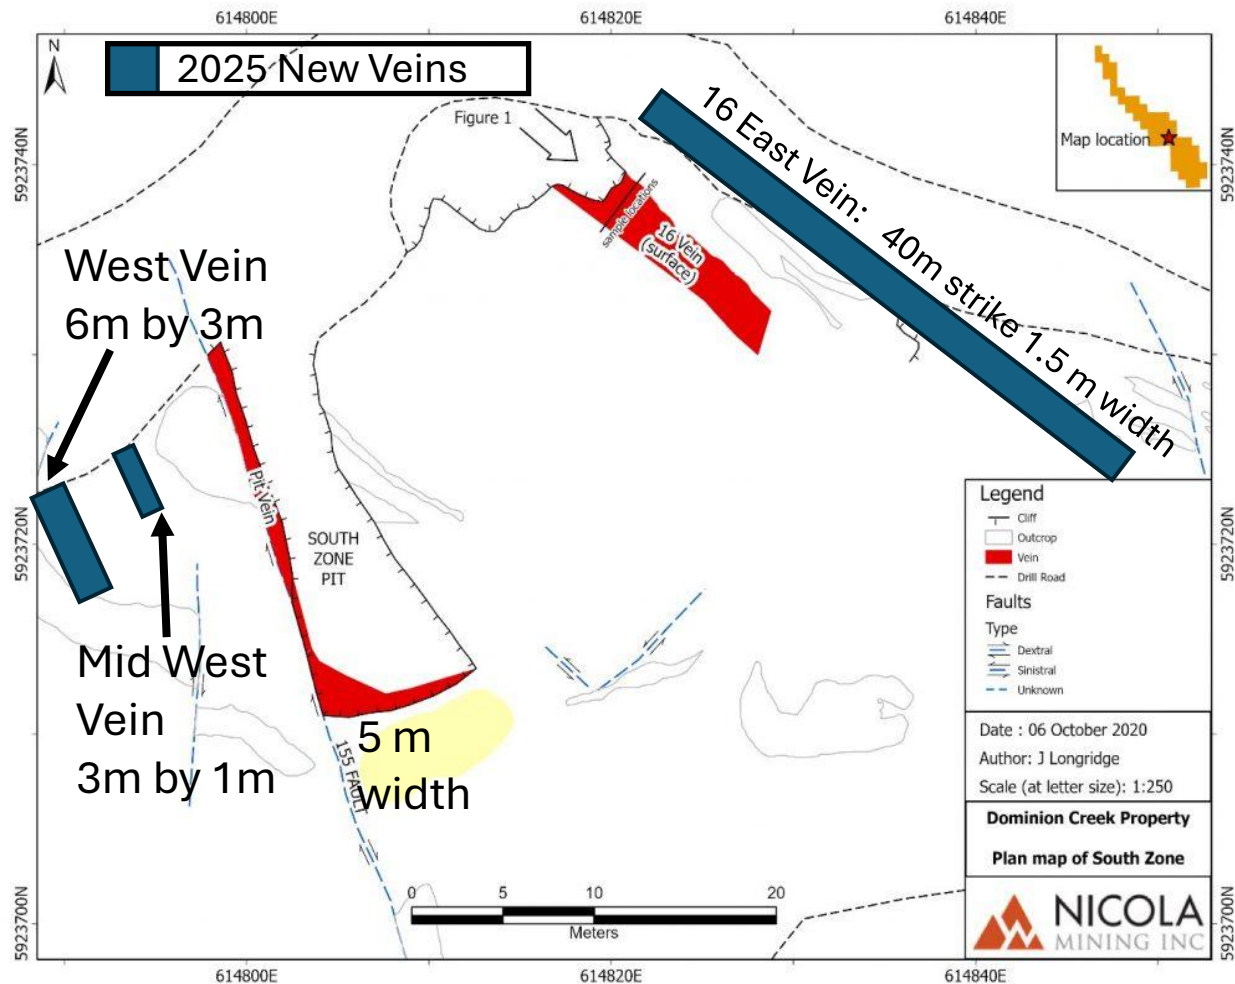 614800E
614820E
614840E
N
2025 New Veins
Figure 1
Map location
5923740N
5923740N
16 East Vein: 40m strike 1.5 m width
sample locations
16 Vein
(surface)
West Vein
6m by 3m
Pit Vein
SOUTH
ZONE
PIT
5923720N
5923720N
Mid West
Vein
3m by 1m
5 m
width
155 FAULT
Legend
Cliff
Outcrop
Vein
Drill Road
Faults
Type
Dextral
Sinistral
Unknown
Date : 06 October 2020
Author: J Longridge
Scale (at letter size): 1:250
Dominion Creek Property
Plan map of South Zone
NICOLA
MINING INC
0 5 10 20
Meters
5923700N
5923700N
614800E
614820E
614840E